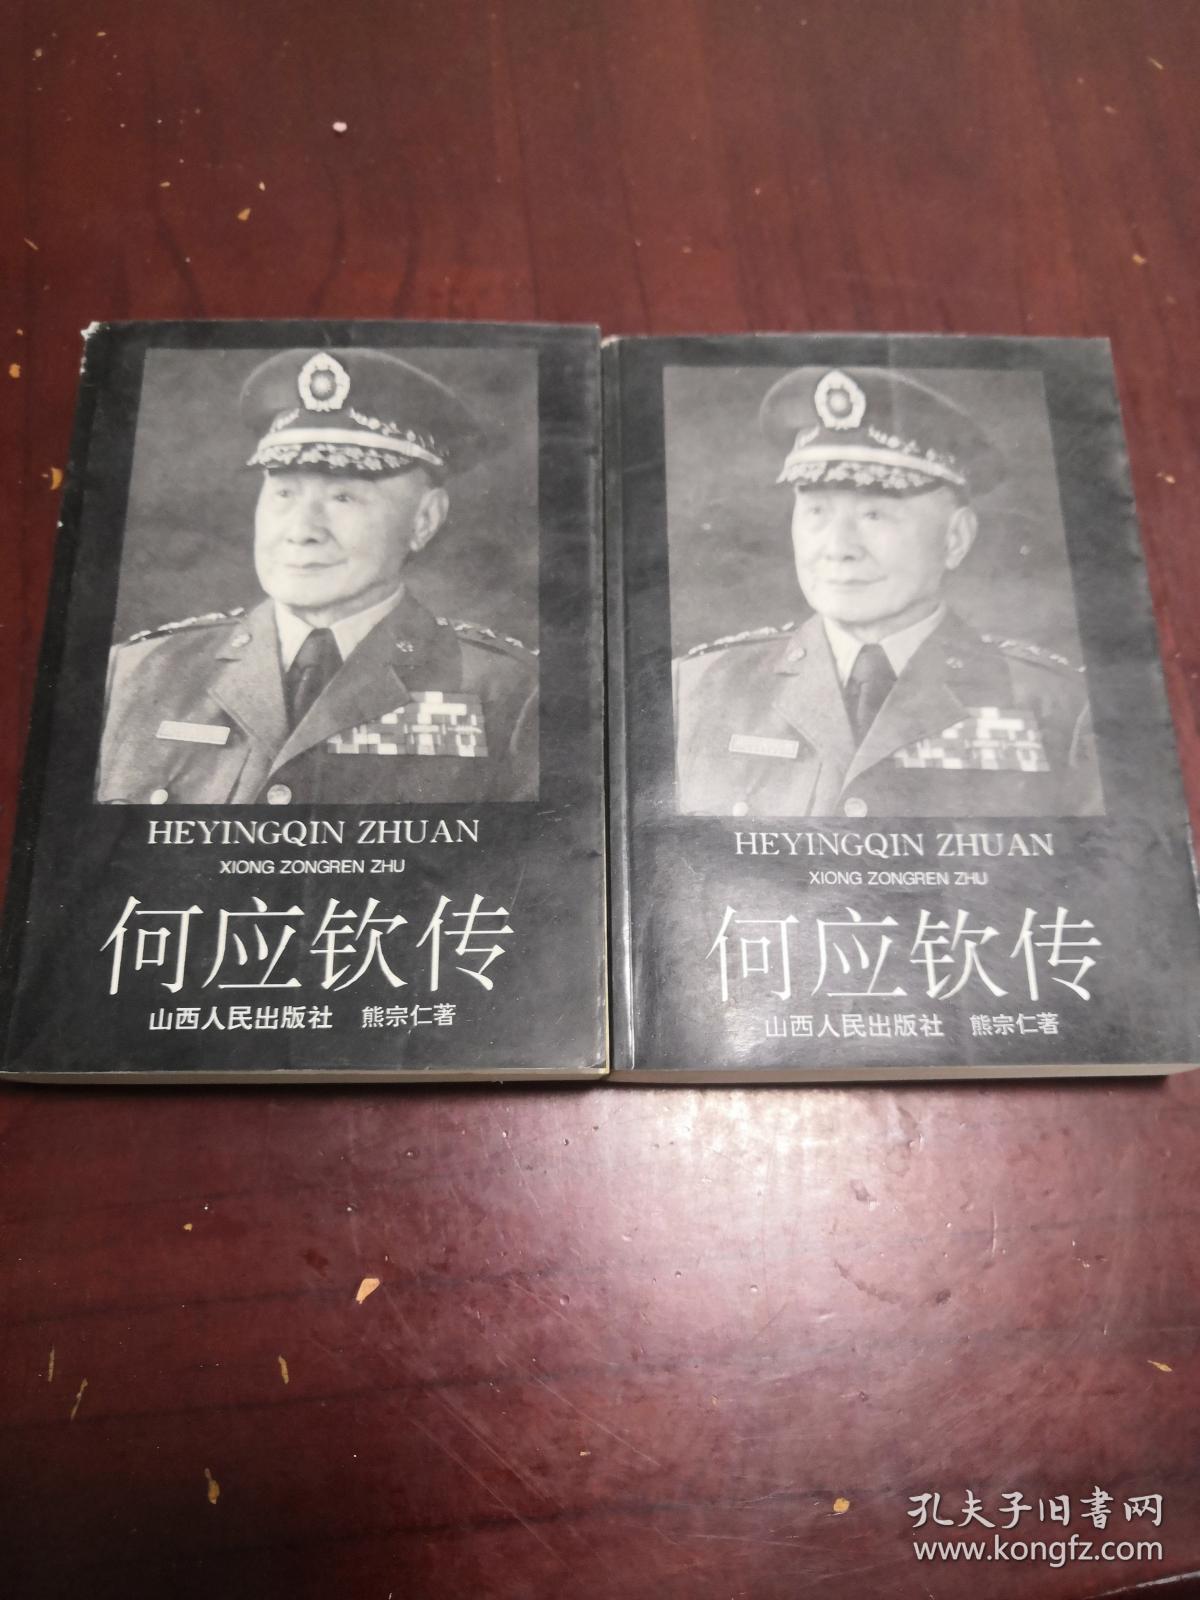 HEYINGQIN ZHUAN
XIONG ZONGREN ZHU
何应钦传
山西人民出版社 熊宗仁著
HEYINGQIN ZHUAN
XIONG ZONGREN ZHU
何应钦传
山西人民出版社 熊宗仁著
孔夫子旧書网
www.kongfz.com